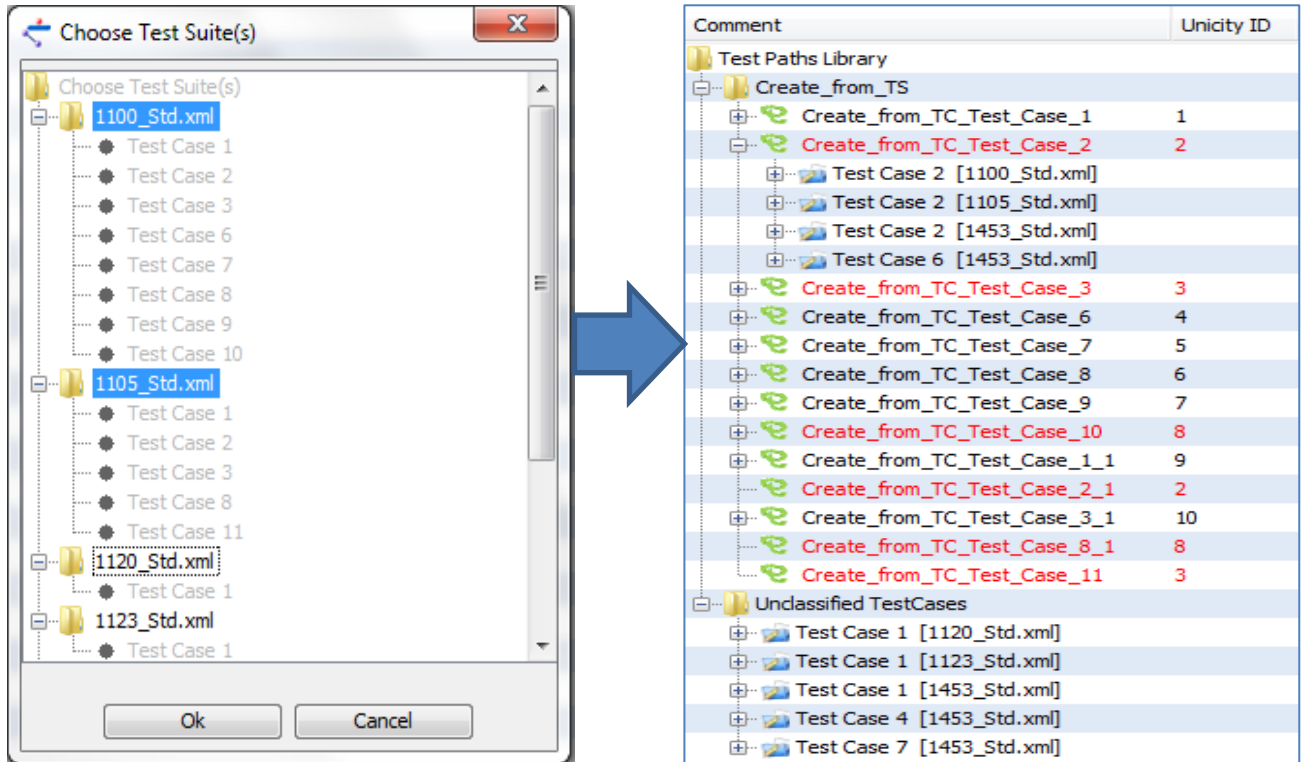 Choose Test Suite(s)
Choose Test Suite(s)
1100_Std.xml
Test Case 1
Test Case 2
Test Case 3
Test Case 6
Test Case 7
Test Case 8
Test Case 9
Test Case 10
1105_Std.xml
Test Case 1
Test Case 2
Test Case 3
Test Case 8
Test Case 11
1120_Std.xml
Test Case 1
1123_Std.xml
Test Case 1
Ok Cancel
Comment Unicity ID
Test Paths Library
Create_from_TS
Create_from_TC_Test_Case_1 1
Create_from_TC_Test_Case_2 2
Test Case 2 [1100_Std.xml]
Test Case 2 [1105_Std.xml]
Test Case 2 [1453_Std.xml]
Test Case 6 [1453_Std.xml]
Create_from_TC_Test_Case_3 3
Create_from_TC_Test_Case_6 4
Create_from_TC_Test_Case_7 5
Create_from_TC_Test_Case_8 6
Create_from_TC_Test_Case_9 7
Create_from_TC_Test_Case_10 8
Create_from_TC_Test_Case_1_1 9
Create_from_TC_Test_Case_2_1 2
Create_from_TC_Test_Case_3_1 10
Create_from_TC_Test_Case_8_1 8
Create_from_TC_Test_Case_11 3
Unclassified TestCases
Test Case 1 [1120_Std.xml]
Test Case 1 [1123_Std.xml]
Test Case 1 [1453_Std.xml]
Test Case 4 [1453_Std.xml]
Test Case 7 [1453_Std.xml]